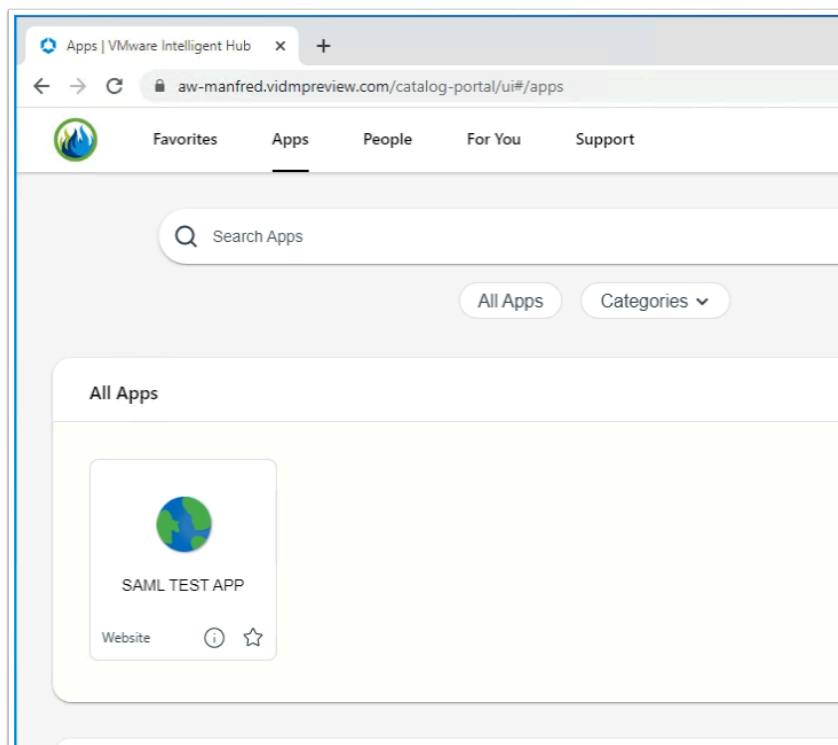 Apps | VMware Intelligent Hub
aw-manfred.vidmpreview.com/catalog-portal/ui#/apps
Favorites Apps People For You Support
Search Apps
All Apps Categories
All Apps
SAML TEST APP
Website